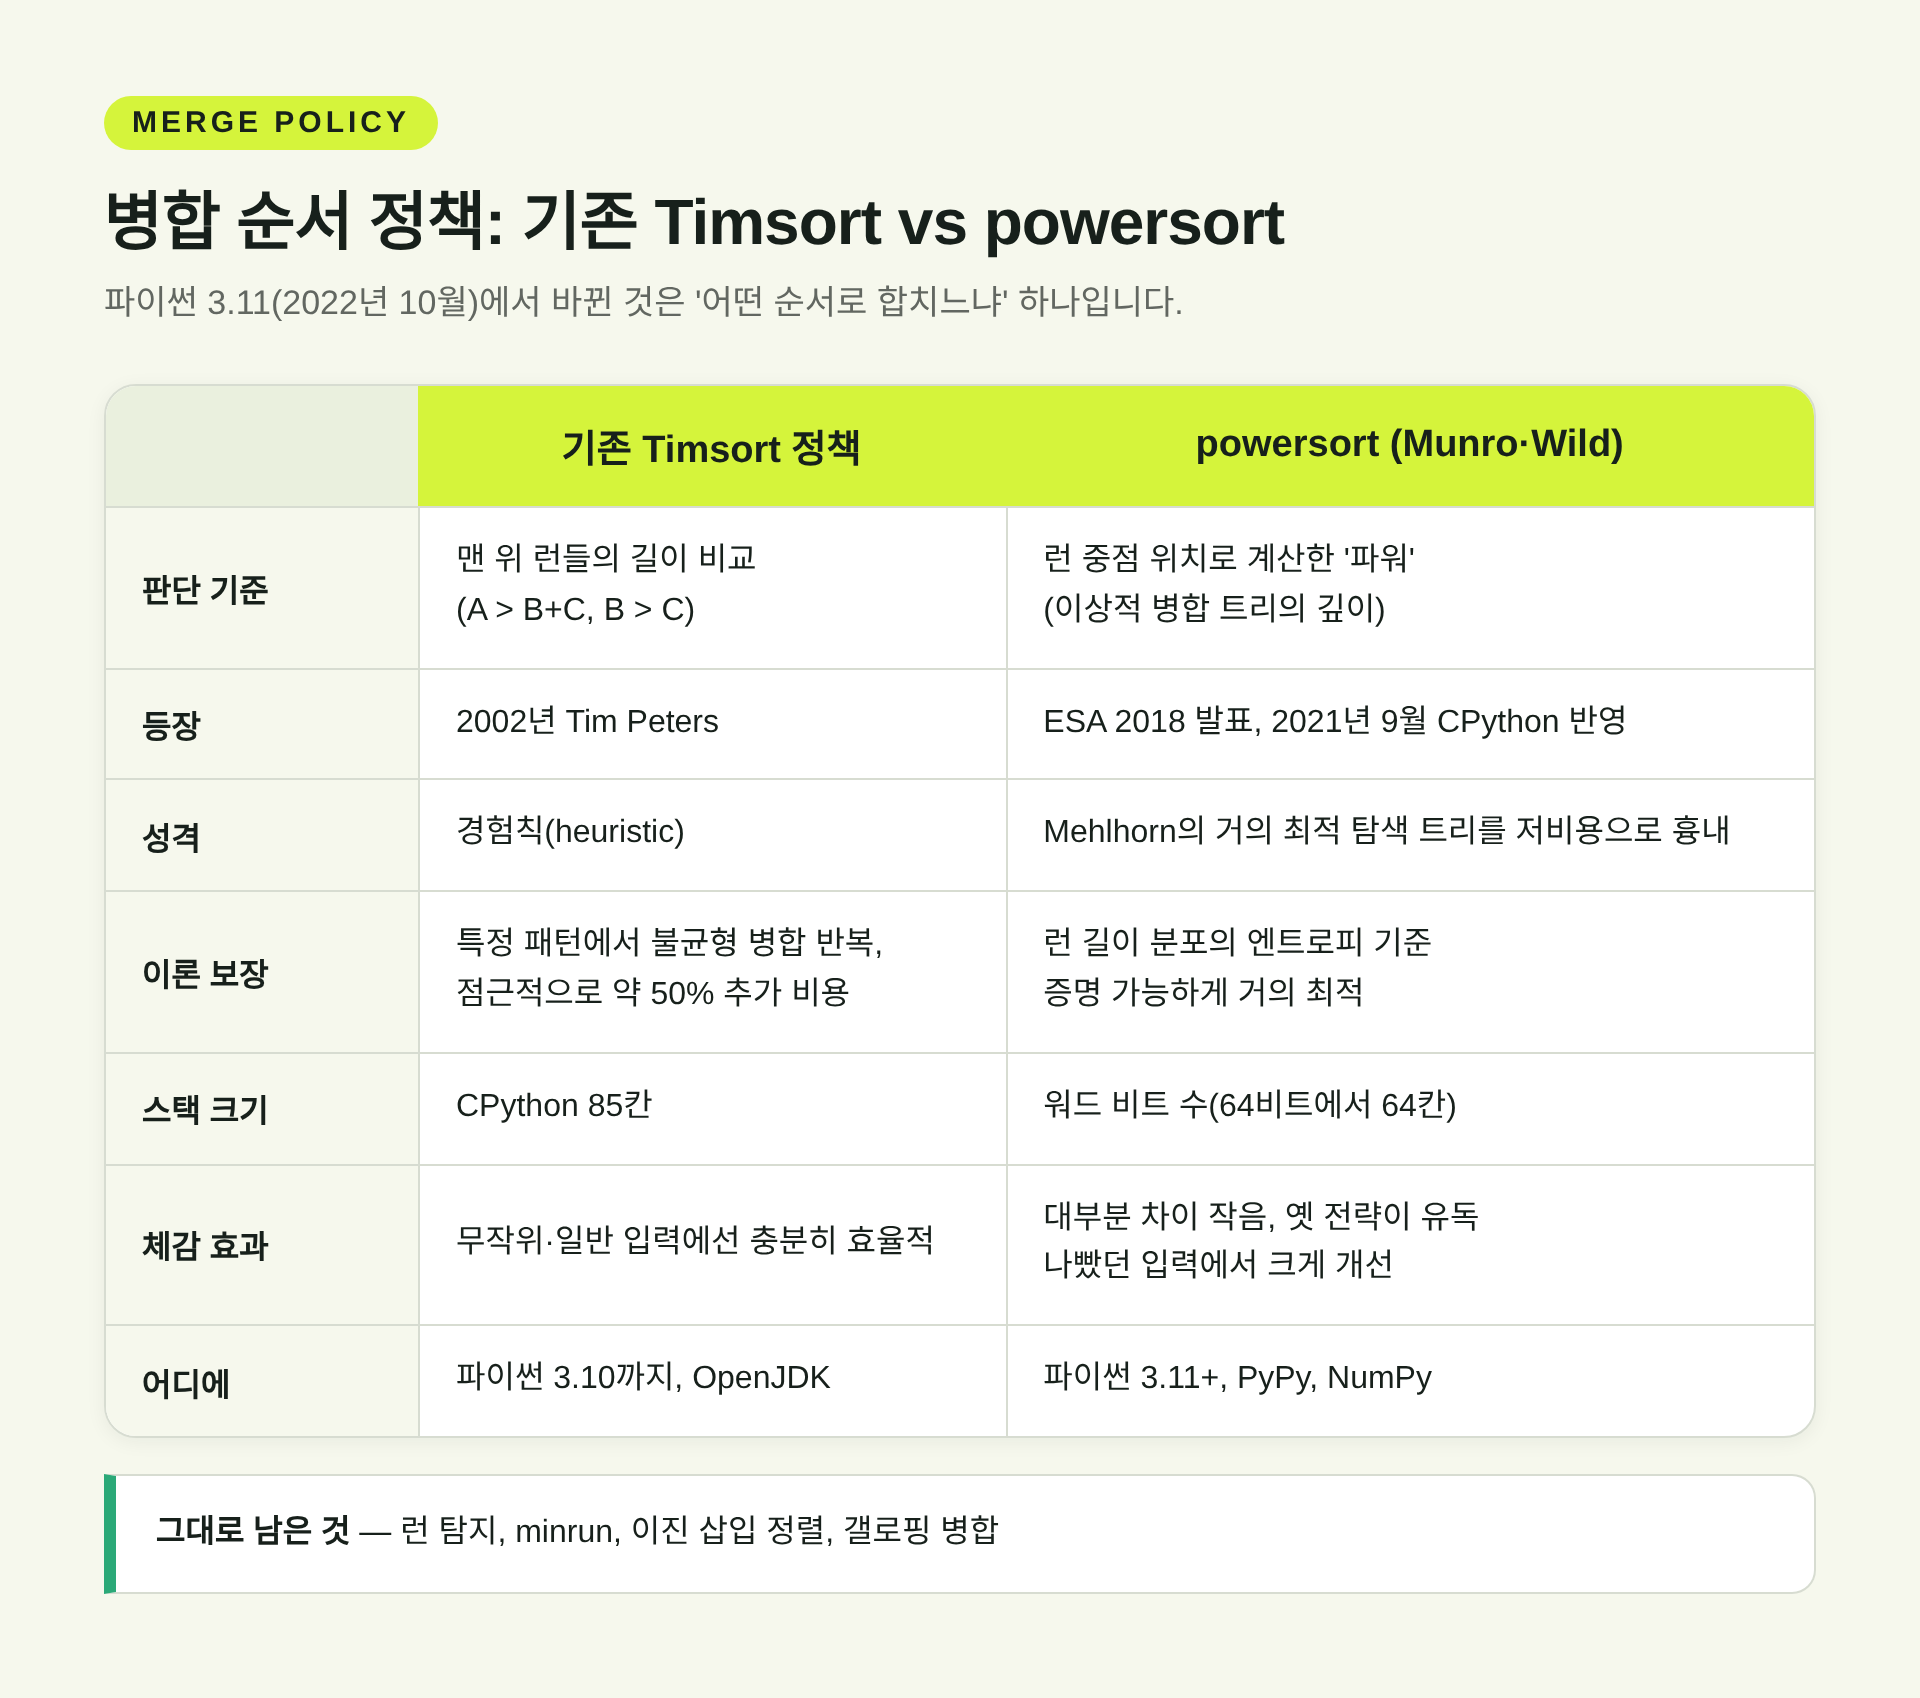 MERGE POLICY
병합 순서 정책: 기존 Timsort vs powersort
파이썬 3.11(2022년 10월)에서 바뀐 것은 '어떤 순서로 합치느냐' 하나입니다.
기존 Timsort 정책
powersort (Munro·Wild)
판단 기준
맨 위 런들의 길이 비교
(A > B+C, B > C)
런 중점 위치로 계산한 '파워'
(이상적 병합 트리의 깊이)
등장
2002년 Tim Peters
ESA 2018 발표, 2021년 9월 CPython 반영
성격
경험칙(heuristic)
Mehlhorn의 거의 최적 탐색 트리를 저비용으로 흉내
이론 보장
특정 패턴에서 불균형 병합 반복,
점근적으로 약 50% 추가 비용
런 길이 분포의 엔트로피 기준
증명 가능하게 거의 최적
스택 크기
CPython 85칸
워드 비트 수(64비트에서 64칸)
체감 효과
무작위·일반 입력에선 충분히 효율적
대부분 차이 작음, 옛 전략이 유독
나빴던 입력에서 크게 개선
어디에
파이썬 3.10까지, OpenJDK
파이썬 3.11+, PyPy, NumPy
그대로 남은 것 — 런 탐지, minrun, 이진 삽입 정렬, 갤로핑 병합